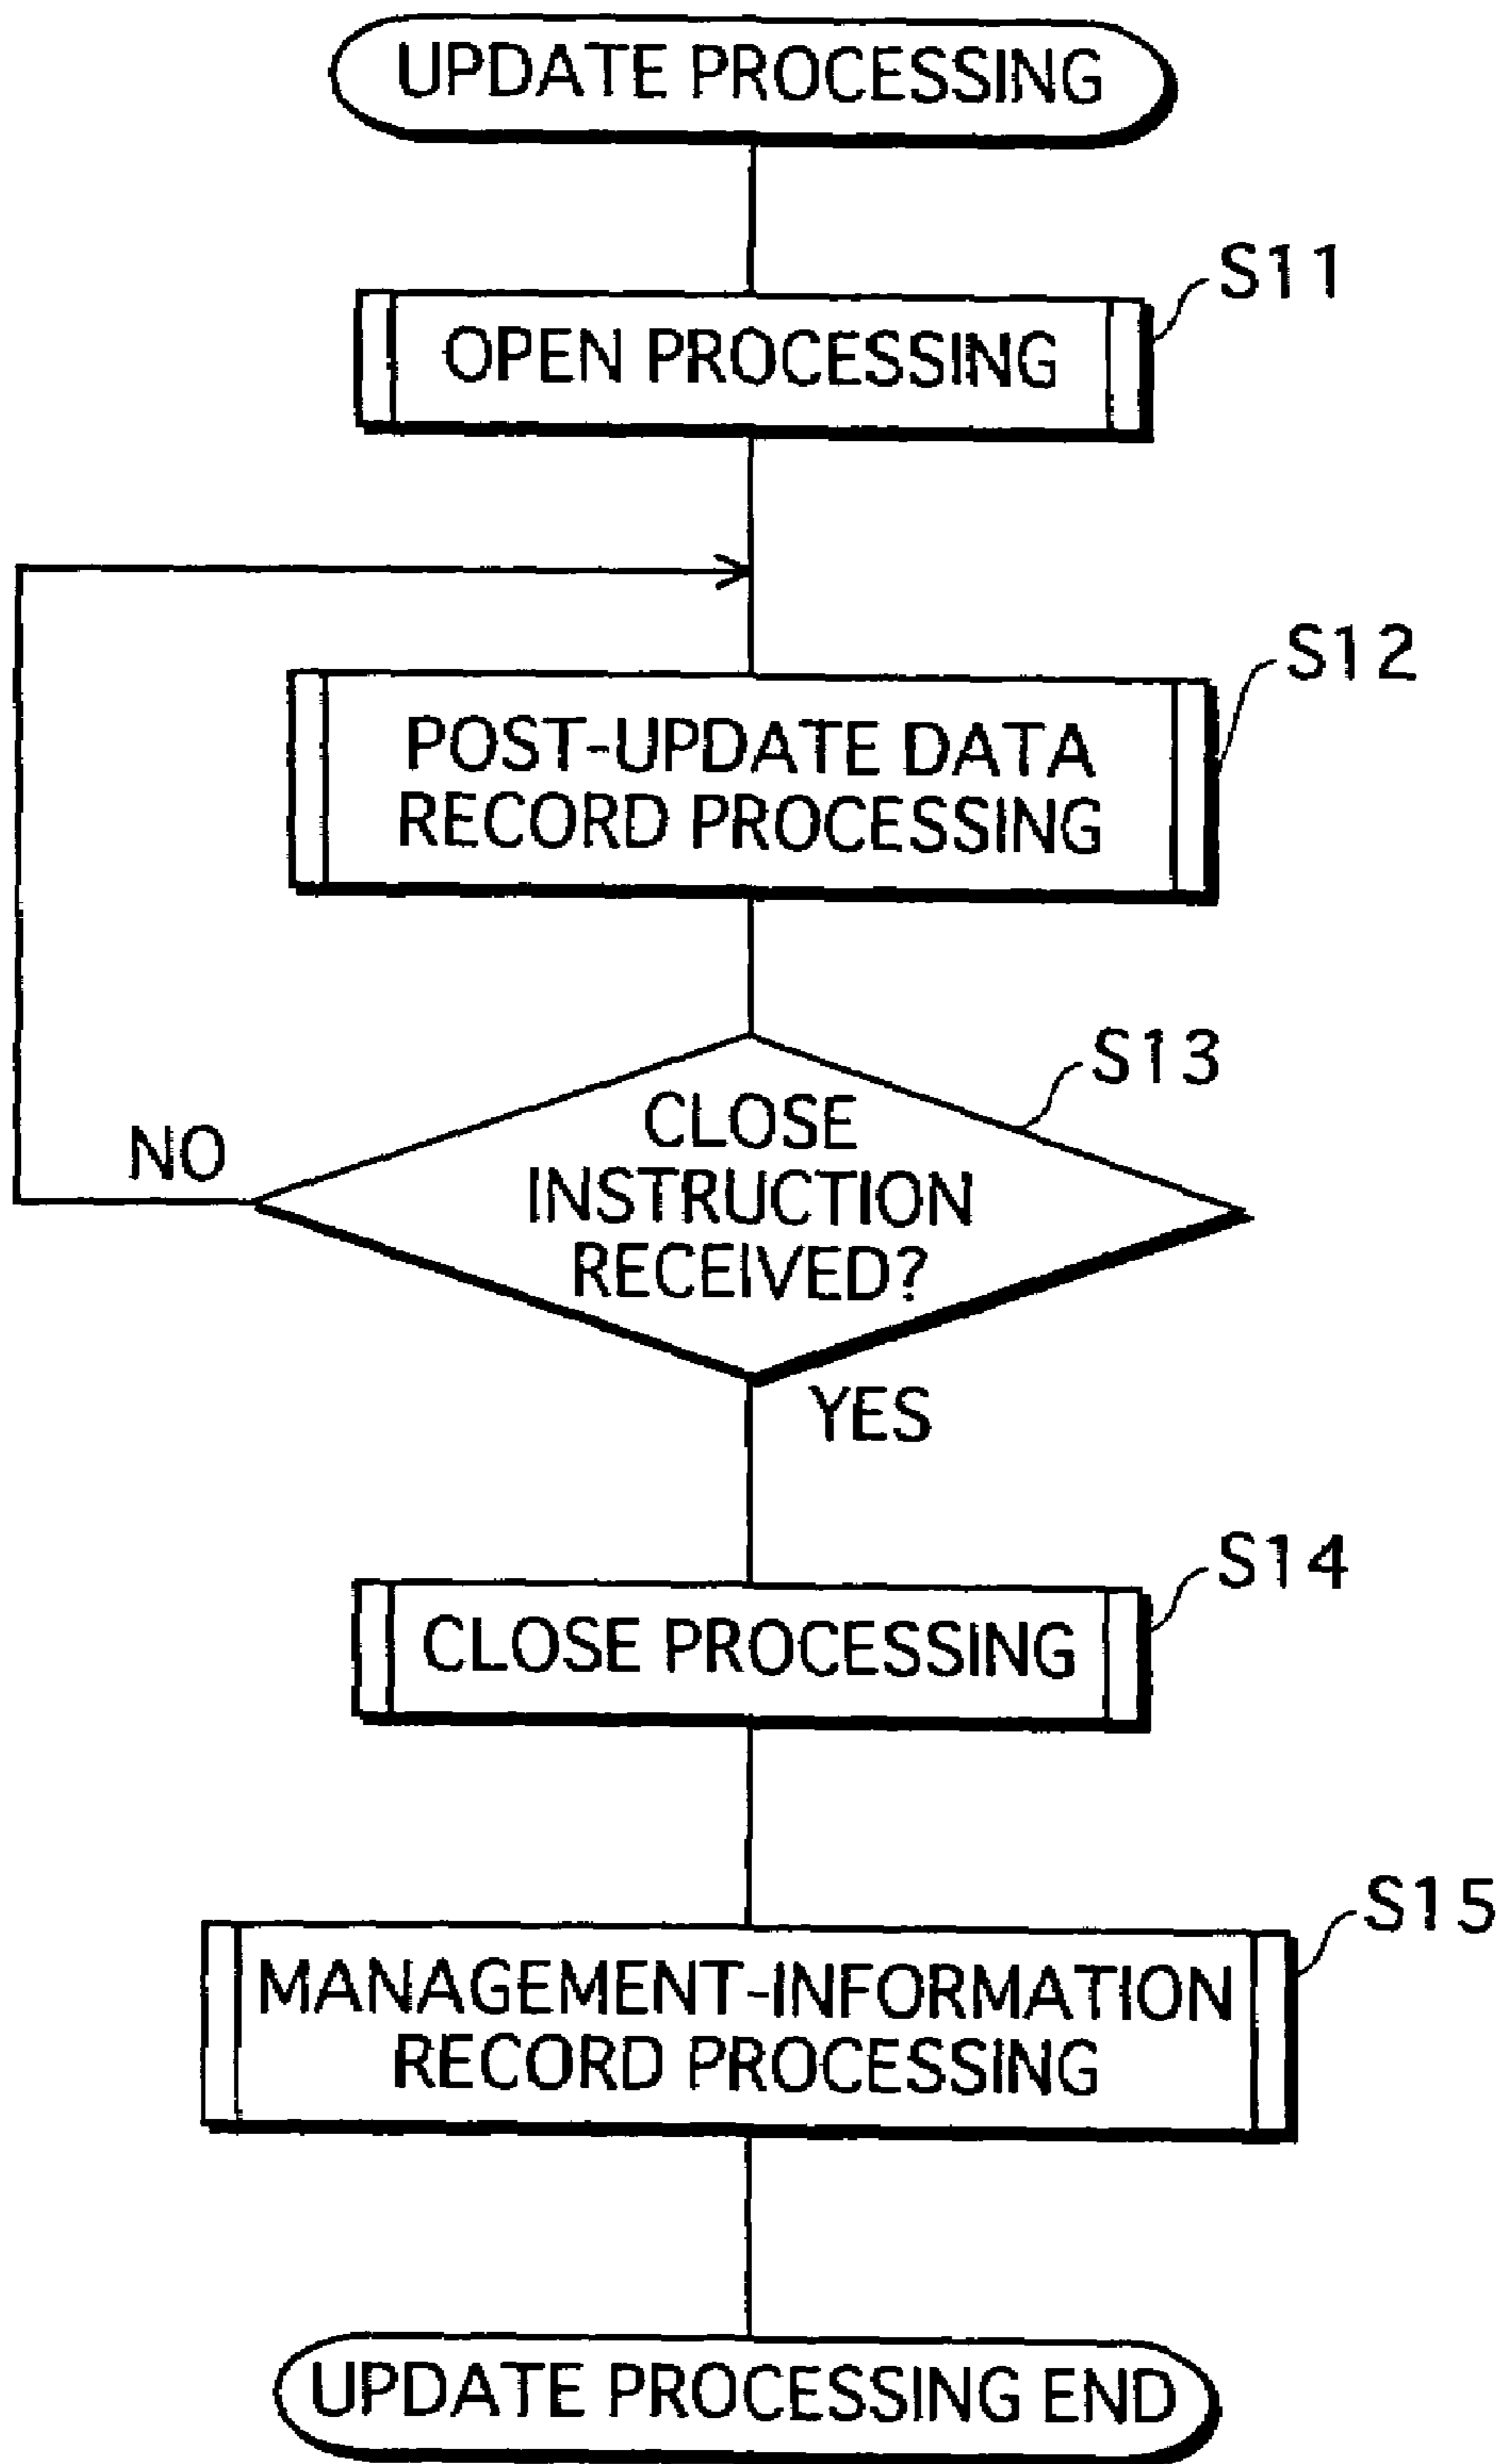 UPDATE PROCESSING
S11
OPEN PROCESSING
S12
POST-UPDATE DATA
RECORD PROCESSING
S13
CLOSE
INSTRUCTION
RECEIVED?
NO
YES
S14
CLOSE PROCESSING
S15
MANAGEMENT-INFORMATION
RECORD PROCESSING
UPDATE PROCESSING END